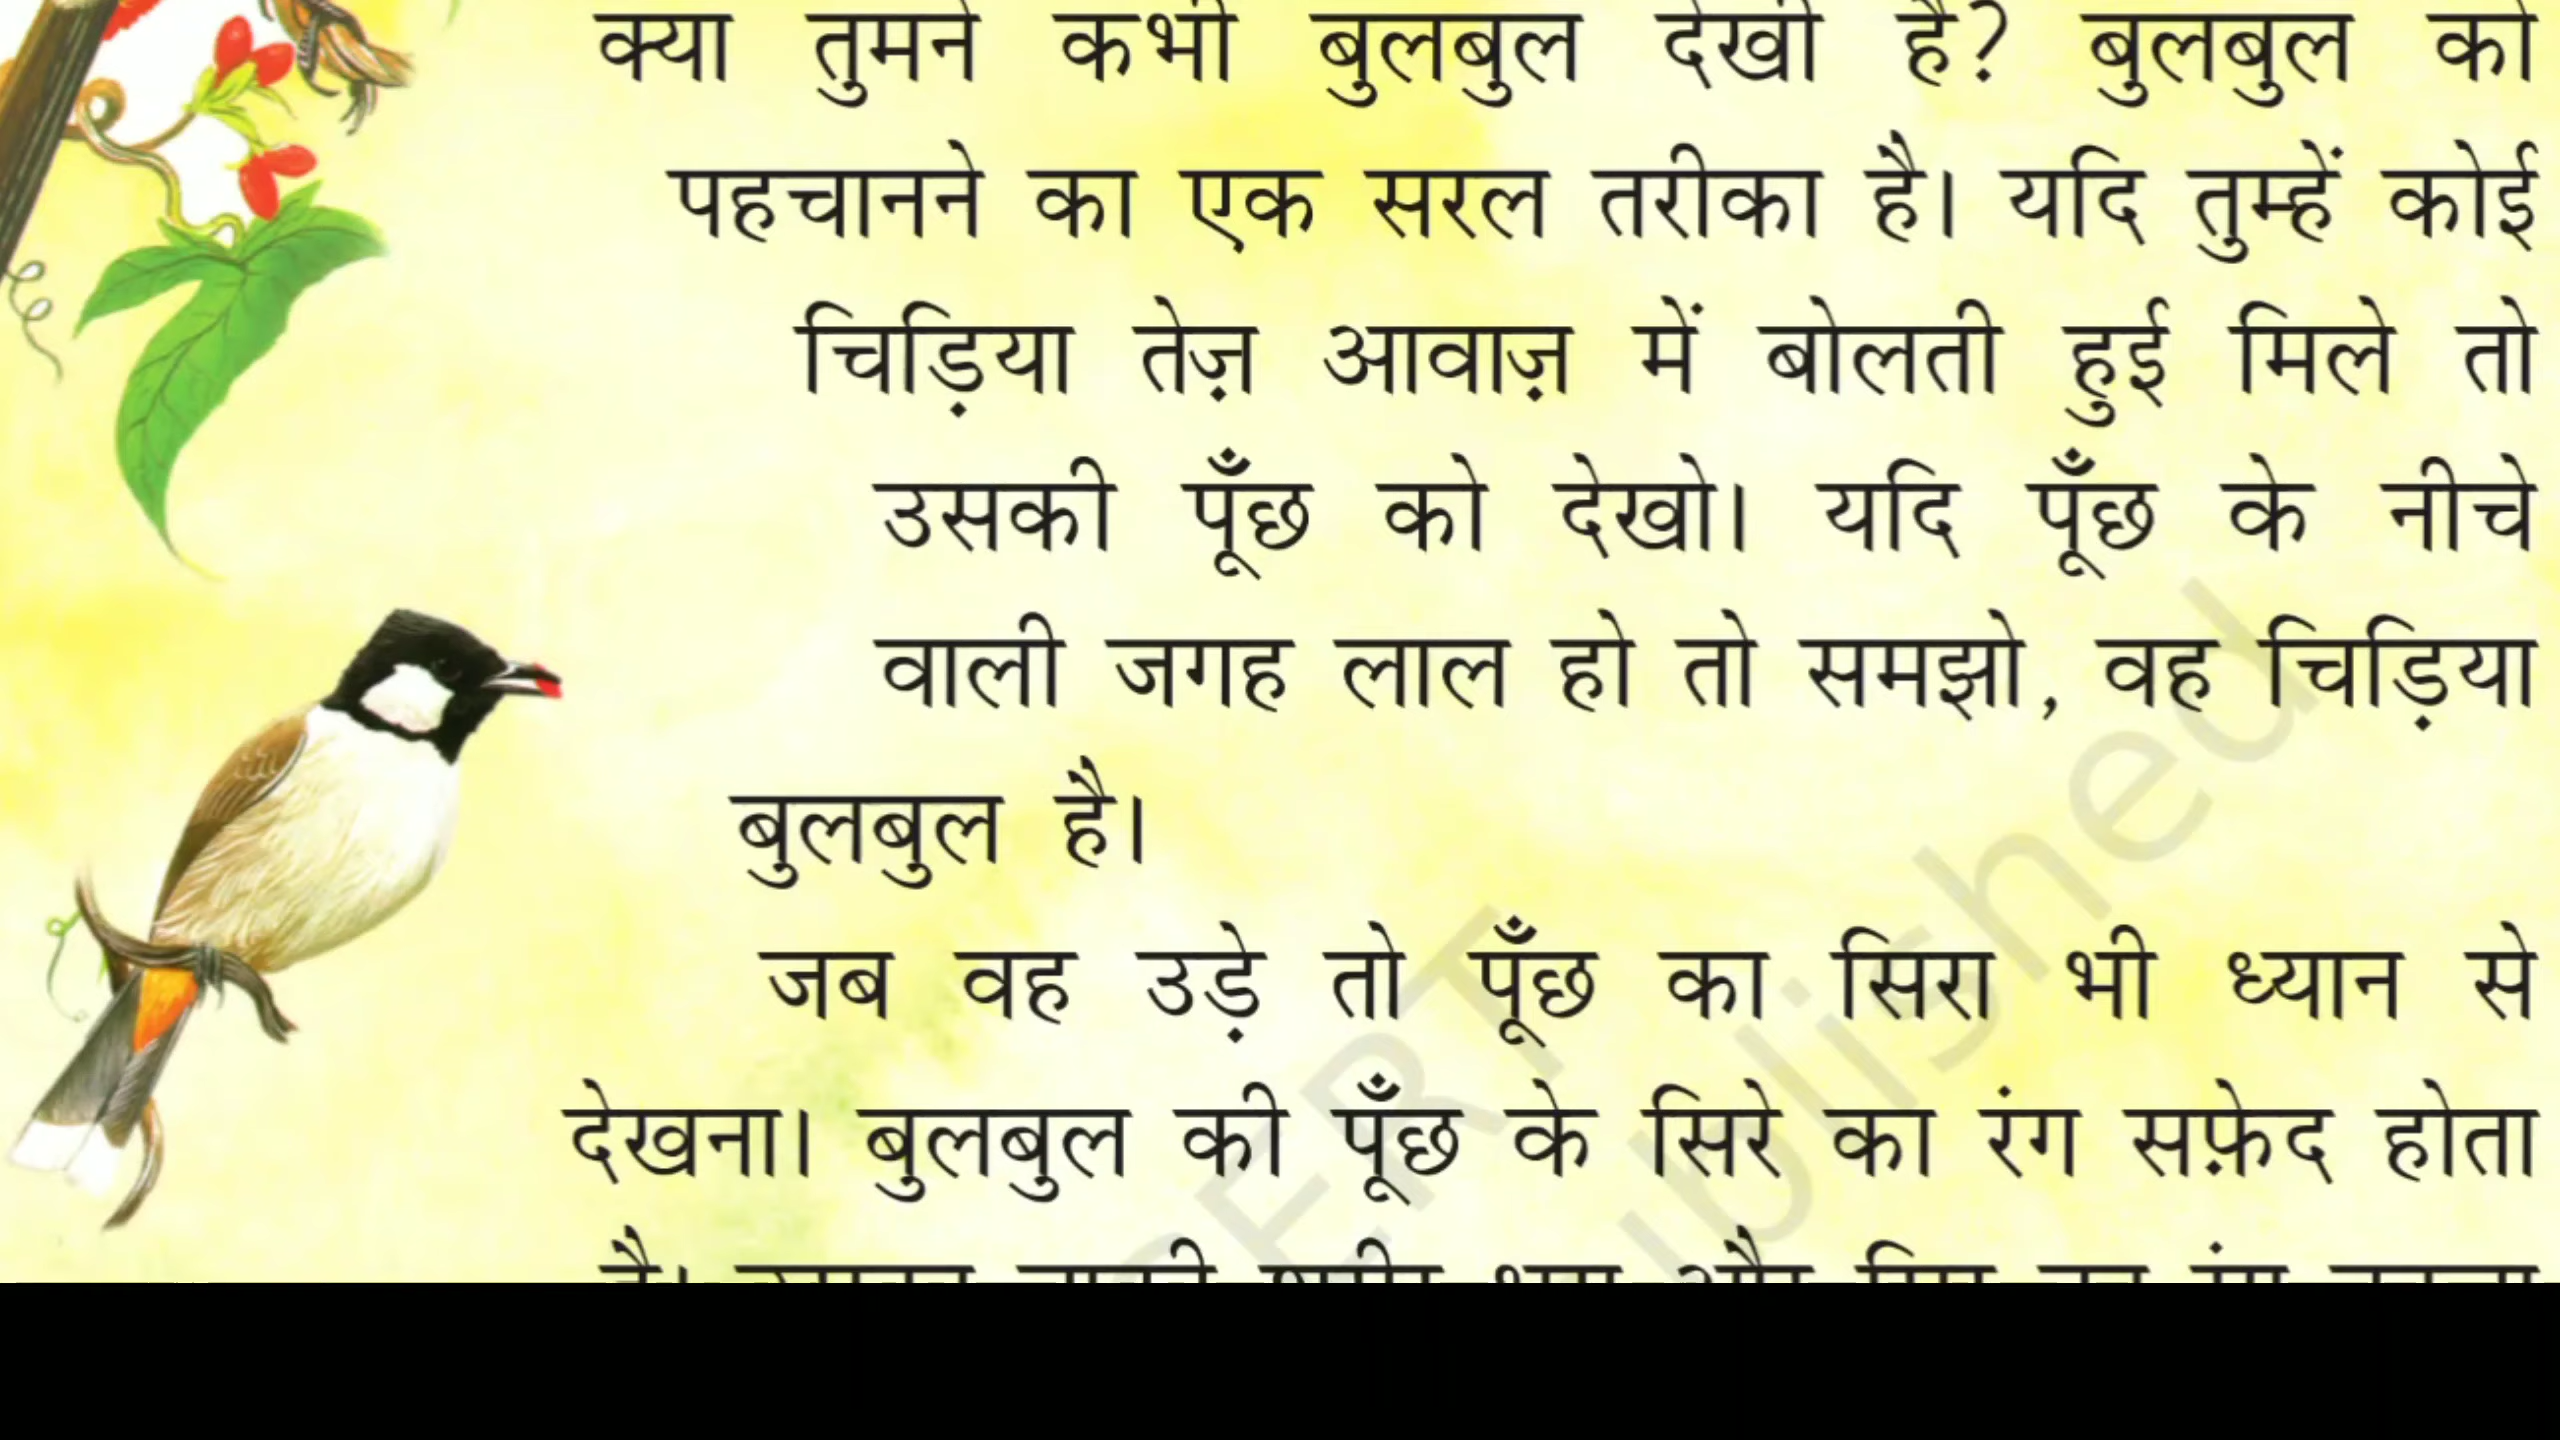 क्या तुमने कभी बुलबुल देखी है? बुलबुल को
पहचानने का एक सरल तरीका है। यदि तुम्हें कोई
चिड़िया तेज़ आवाज़ में बोलती हुई मिले तो
उसकी पूँछ को देखो। यदि पूँछ के नीचे
वाली जगह लाल हो तो समझो, वह चिड़िया
बुलबुल है।
जब वह उड़े तो पूँछ का सिरा भी ध्यान से
देखना। बुलबुल की पूँछ के सिरे का रंग सफ़ेद होता
है।